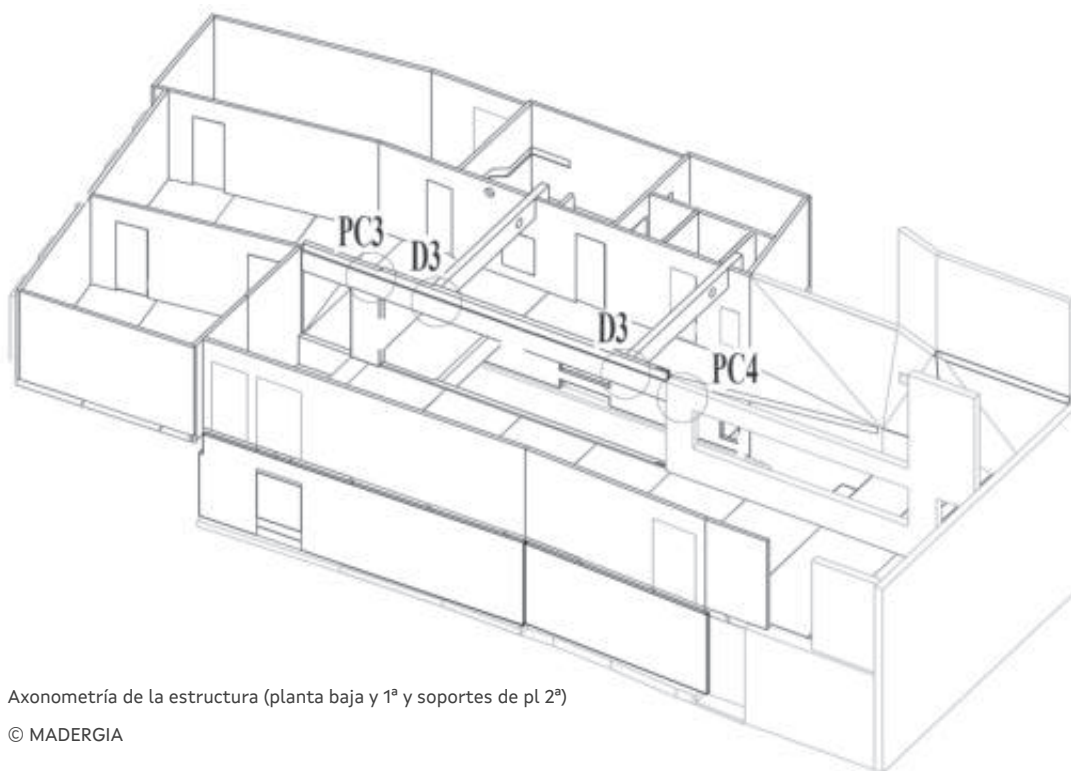 PC3
D3
D3
PC4
Axonometría de la estructura (planta baja y 1ª y soportes de pl 2ª)
© MADERGIA